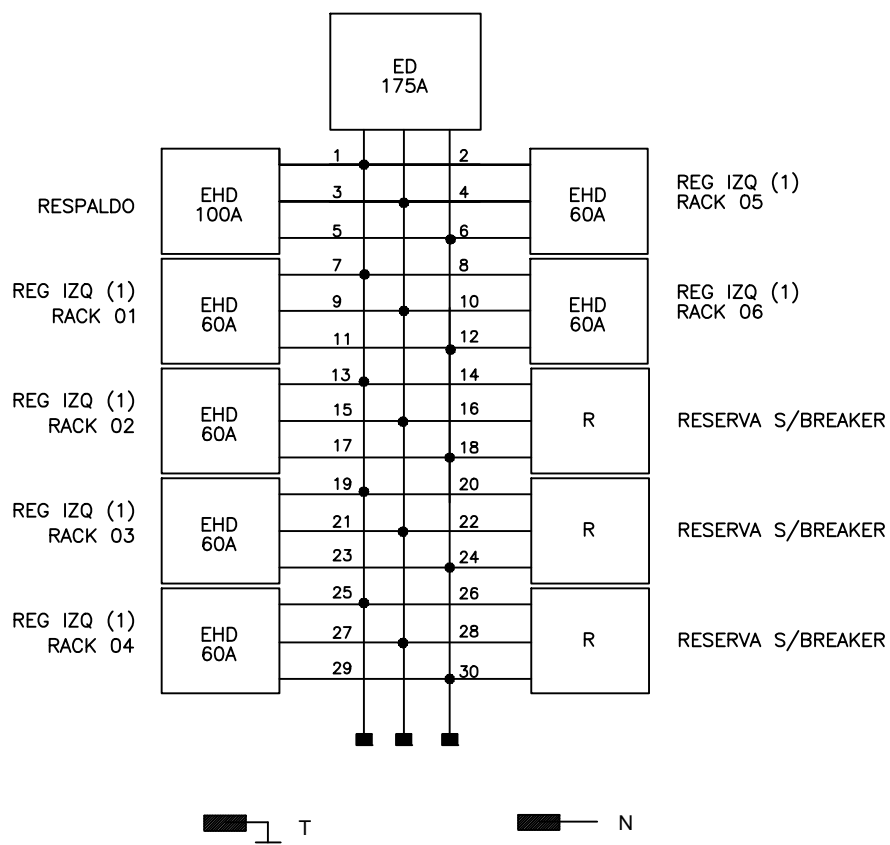 ED
175A
RESPALDO
EHD
100A
1
2
3
4
5
6
EHD
60A
REG IZQ (1)
RACK 05
REG IZQ (1)
RACK 01
EHD
60A
7
8
9
10
11
12
EHD
60A
REG IZQ (1)
RACK 06
REG IZQ (1)
RACK 02
EHD
60A
13
14
15
16
17
18
R
RESERVA S/BREAKER
REG IZQ (1)
RACK 03
EHD
60A
19
20
21
22
23
24
R
RESERVA S/BREAKER
REG IZQ (1)
RACK 04
EHD
60A
25
26
27
28
29
30
R
RESERVA S/BREAKER
T
N